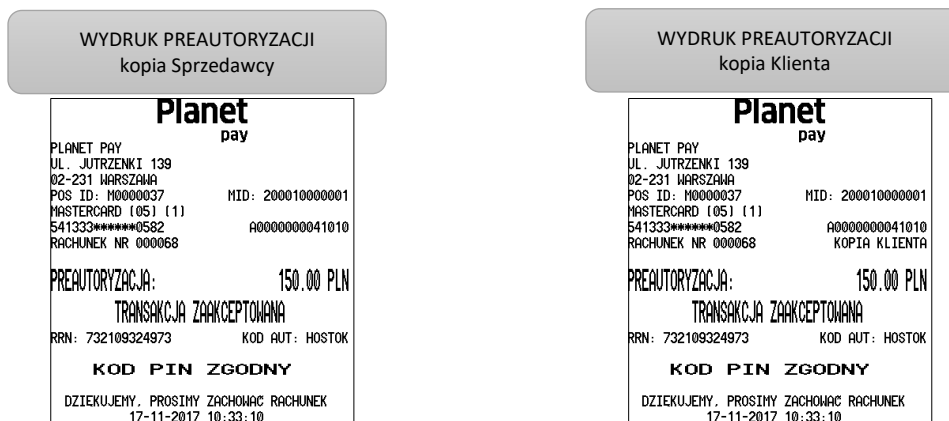 WYDRUK PREAUTORYZACJI
kopia Sprzedawcy
Planet
pay
PLANET PAY
UL. JUTRZENKI 139
02-231 WARSZAWA
POS ID: M0000037 MID: 200010000001
MASTERCARD (05) (1)
541333******0582 A0000000041010
RACHUNEK NR 000068
PREAUTORYZACJA: 150.00 PLN
TRANSAKCJA ZAAKCEPTOWANA
RRN: 732109324973 KOD AUT: HOSTOK
KOD PIN ZGODNY
DZIEKUJEMY, PROSIMY ZACHOWAC RACHUNEK
17-11-2017 10:33:10
WYDRUK PREAUTORYZACJI
kopia Klienta
Planet
pay
PLANET PAY
UL. JUTRZENKI 139
02-231 WARSZAWA
POS ID: M0000037 MID: 200010000001
MASTERCARD (05) (1)
541333******0582 A0000000041010
RACHUNEK NR 000068 KOPIA KLIENTA
PREAUTORYZACJA: 150.00 PLN
TRANSAKCJA ZAAKCEPTOWANA
RRN: 732109324973 KOD AUT: HOSTOK
KOD PIN ZGODNY
DZIEKUJEMY, PROSIMY ZACHOWAC RACHUNEK
17-11-2017 10:33:10